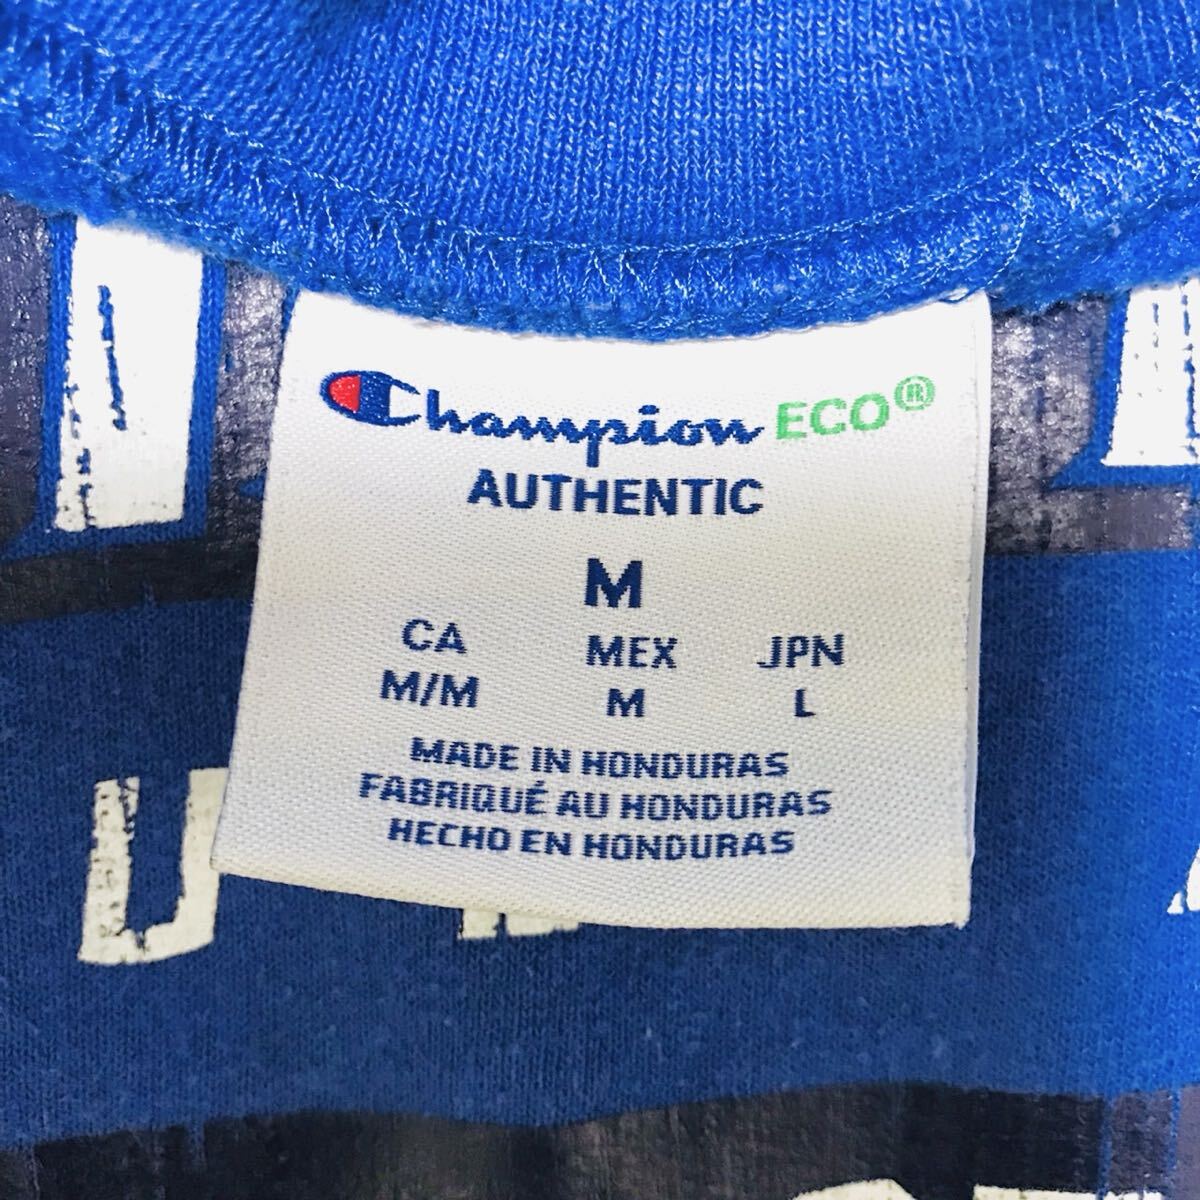 Champion ECO®
AUTHENTIC
M
CA MEX JPN
M/M M L
MADE IN HONDURAS
FABRIQUÉ AU HONDURAS
HECHO EN HONDURAS